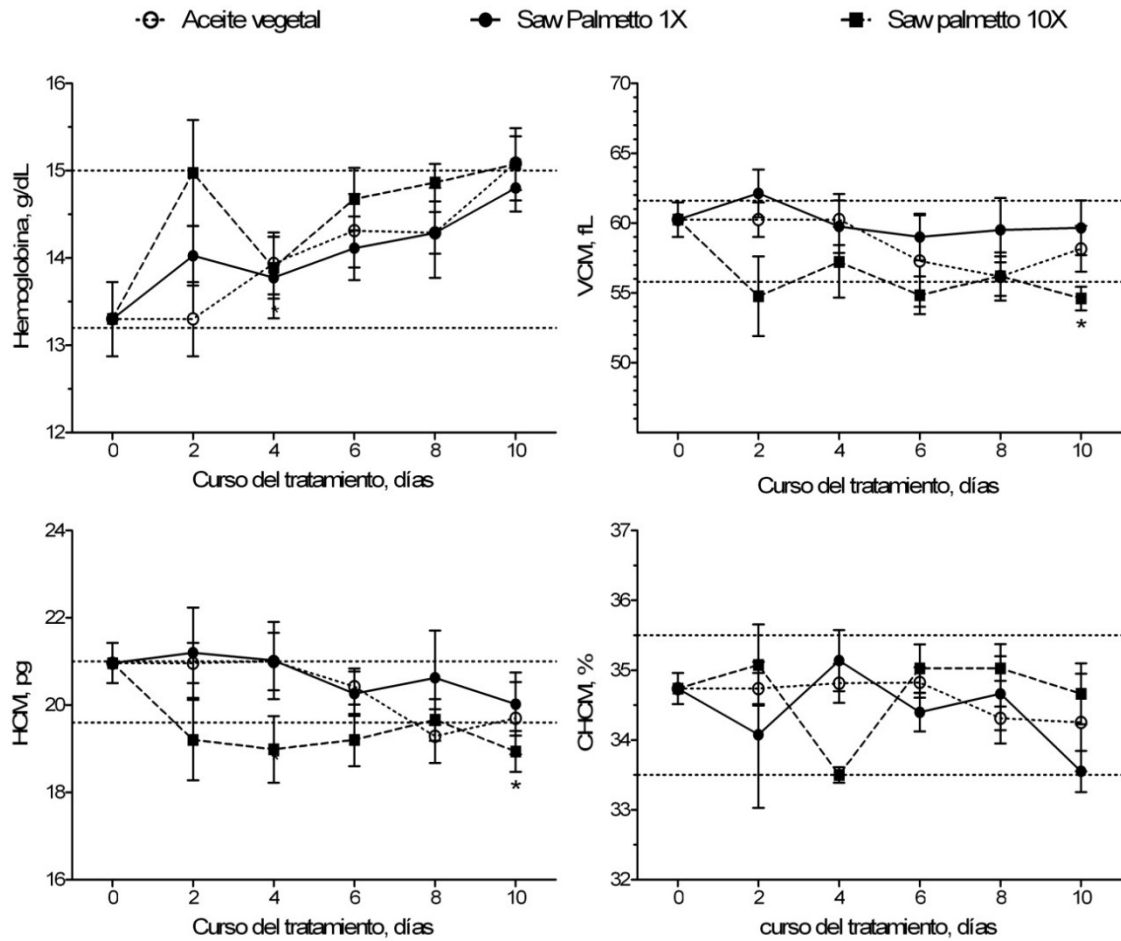 Aceite vegetal Saw Palmetto 1X Saw palmetto 10X
Hemoglobina, g/dL
16
15
14
13
12
0 2 4 6 8 10
Curso del tratamiento, días
*
VCM, fL
70
65
60
55
50
0 2 4 6 8 10
Curso del tratamiento, días
*
HCM, pg
24
22
20
18
16
0 2 4 6 8 10
Curso del tratamiento, días
*
*
CHCM, %
37
36
35
34
33
32
0 2 4 6 8 10
curso del tratamiento, días